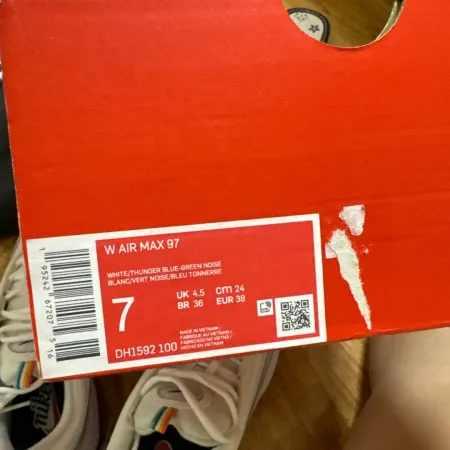 W AIR MAX 97
WHITE/THUNDER BLUE-GREEN NOISE
BLANC/VERT NOISE/BLEU TONNERRE
7
UK 4.5 cm 24
BR 36 EUR 38
DH1592 100
MADE IN VIETNAM /
FABRIQUÉ AU VIETNAM /
FABRICADO NO VIETNÃ /
HECHO EN VIETNAM
1 95242 67207 5 16
NIKE